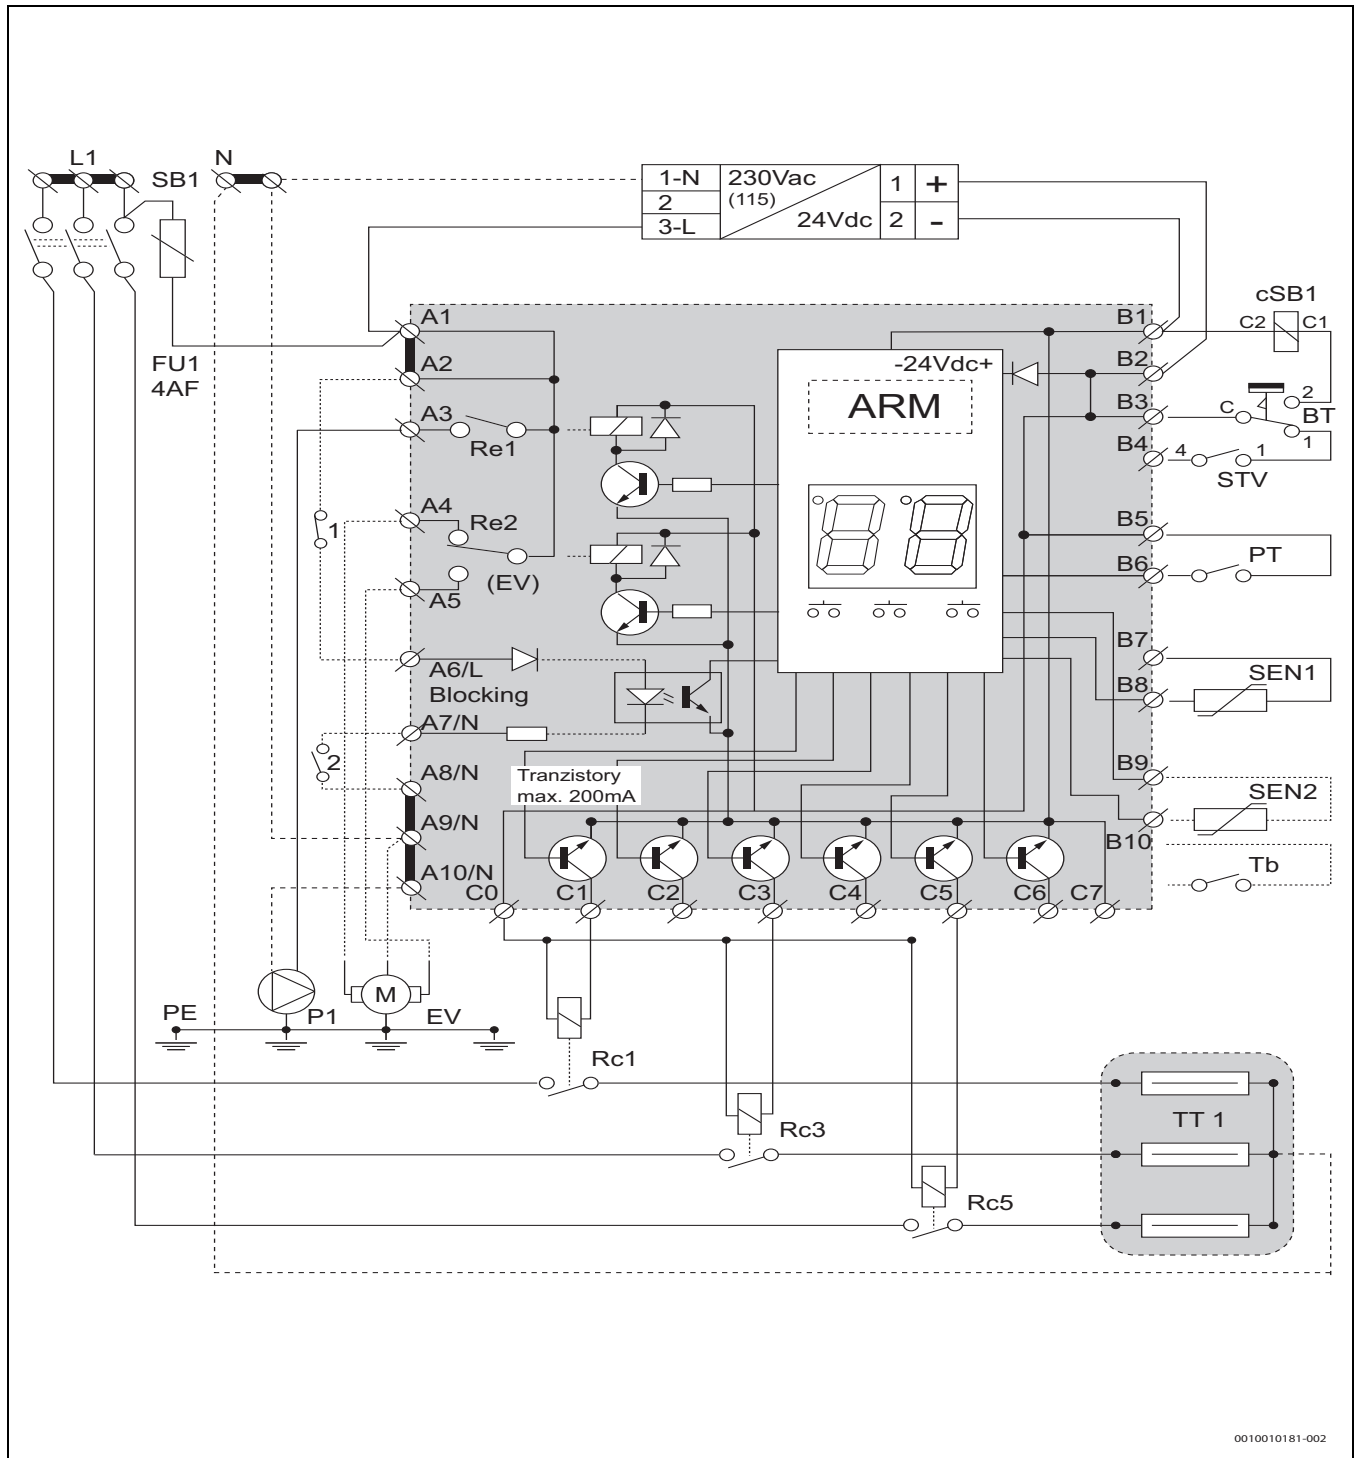 L1
SB1
N
1-N
230Vac
1
+
2
(115)
3-L
24Vdc
2
-
FU1
4AF
A1
A2
A3
Re1
A4
Re2
(EV)
A5
1
A6/L
Blocking
A7/N
2
A8/N
A9/N
A10/N
-24Vdc+
ARM
B1
B2
B3
B4
B5
B6
B7
B8
B9
B10
cSB1
C2
C1
2
C
BT
1
4
1
STV
PT
SEN1
SEN2
Tb
Tranzistory
max. 200mA
C0
C1
C2
C3
C4
C5
C6
C7
PE
P1
M
EV
Rc1
Rc3
Rc5
TT 1
0010010181-002